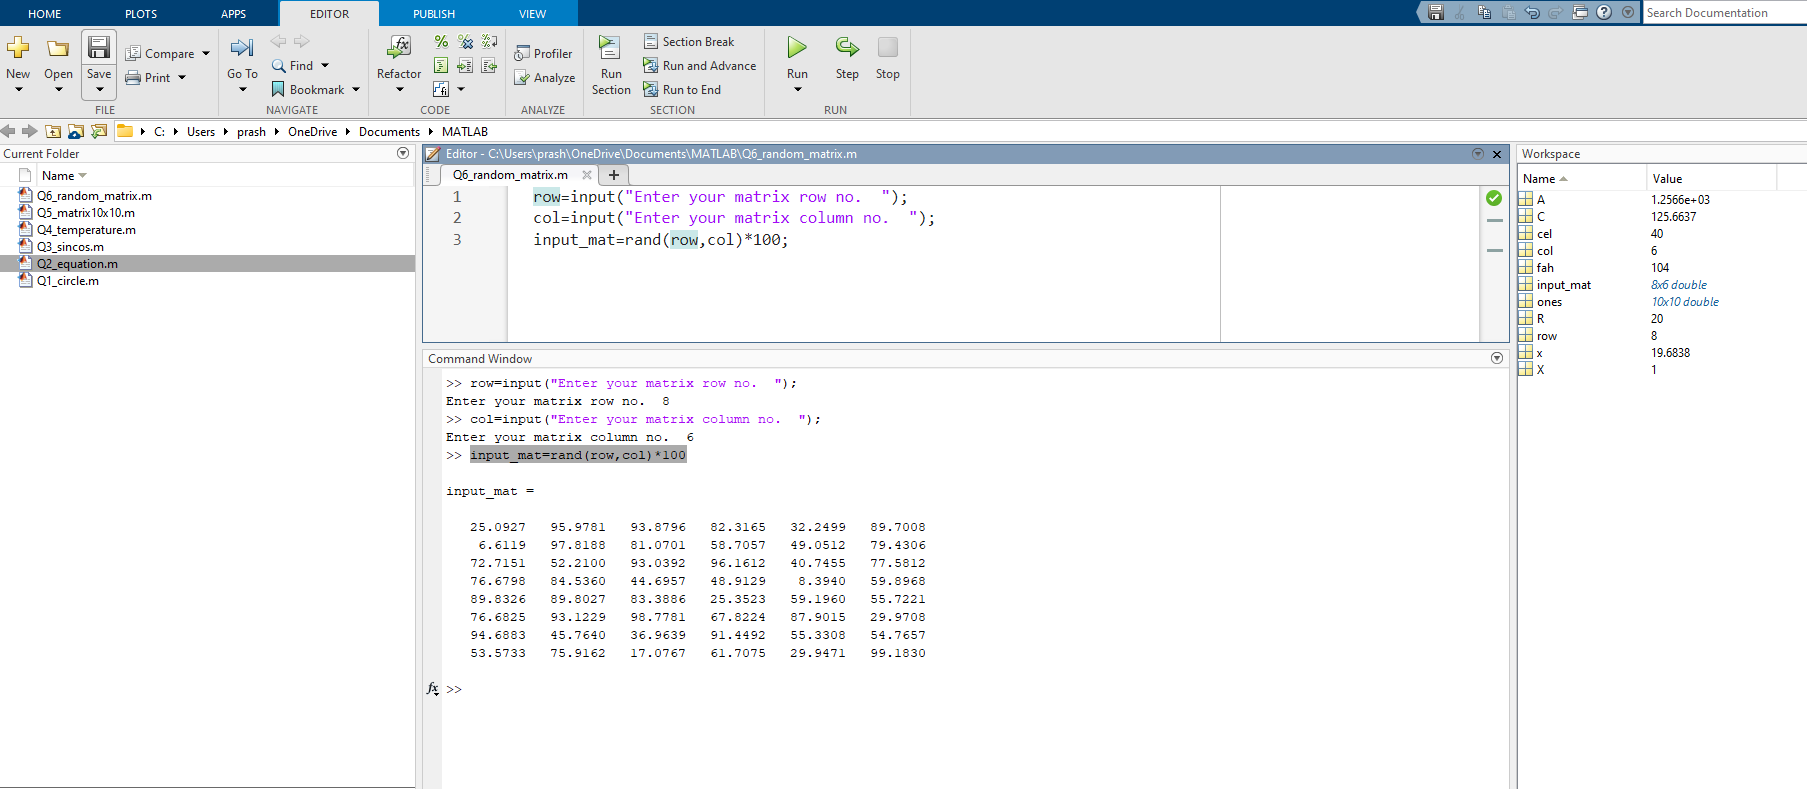 HOME PLOTS APPS EDITOR PUBLISH VIEW
Search Documentation
New Open Save Compare Print
Go To Find Bookmark
Refactor
Profiler Analyze
Run Section
Section Break
Run and Advance
Run to End
Run Step Stop
FILE NAVIGATE CODE ANALYZE SECTION RUN
C: Users prash OneDrive Documents MATLAB
Current Folder
Name
Q6_random_matrix.m
Q5_matrix10x10.m
Q4_temperature.m
Q3_sincos.m
Q2_equation.m
Q1_circle.m
Editor - C:\Users\prash\OneDrive\Documents\MATLAB\Q6_random_matrix.m
Q6_random_matrix.m
1 row=input("Enter your matrix row no.  ");
2 col=input("Enter your matrix column no.  ");
3 input_mat=rand(row,col)*100;
Command Window
>> row=input("Enter your matrix row no.  ");
Enter your matrix row no.  8
>> col=input("Enter your matrix column no.  ");
Enter your matrix column no.  6
>> input_mat=rand(row,col)*100
input_mat =
25.0927 95.9781 93.8796 82.3165 32.2499 89.7008
6.6119 97.8188 81.0701 58.7057 49.0512 79.4306
72.7151 52.2100 93.0392 96.1612 40.7455 77.5812
76.6798 84.5360 44.6957 48.9129 8.3940 59.8968
89.8326 89.8027 83.3886 25.3523 59.1960 55.7221
76.6825 93.1229 98.7781 67.8224 87.9015 29.9708
94.6883 45.7640 36.9639 91.4492 55.3308 54.7657
53.5733 75.9162 17.0767 61.7075 29.9471 99.1830
fx >>
Workspace
Name Value
A 1.2566e+03
C 125.6637
cel 40
col 6
fah 104
input_mat 8x6 double
ones 10x10 double
R 20
row 8
x 19.6838
X 1